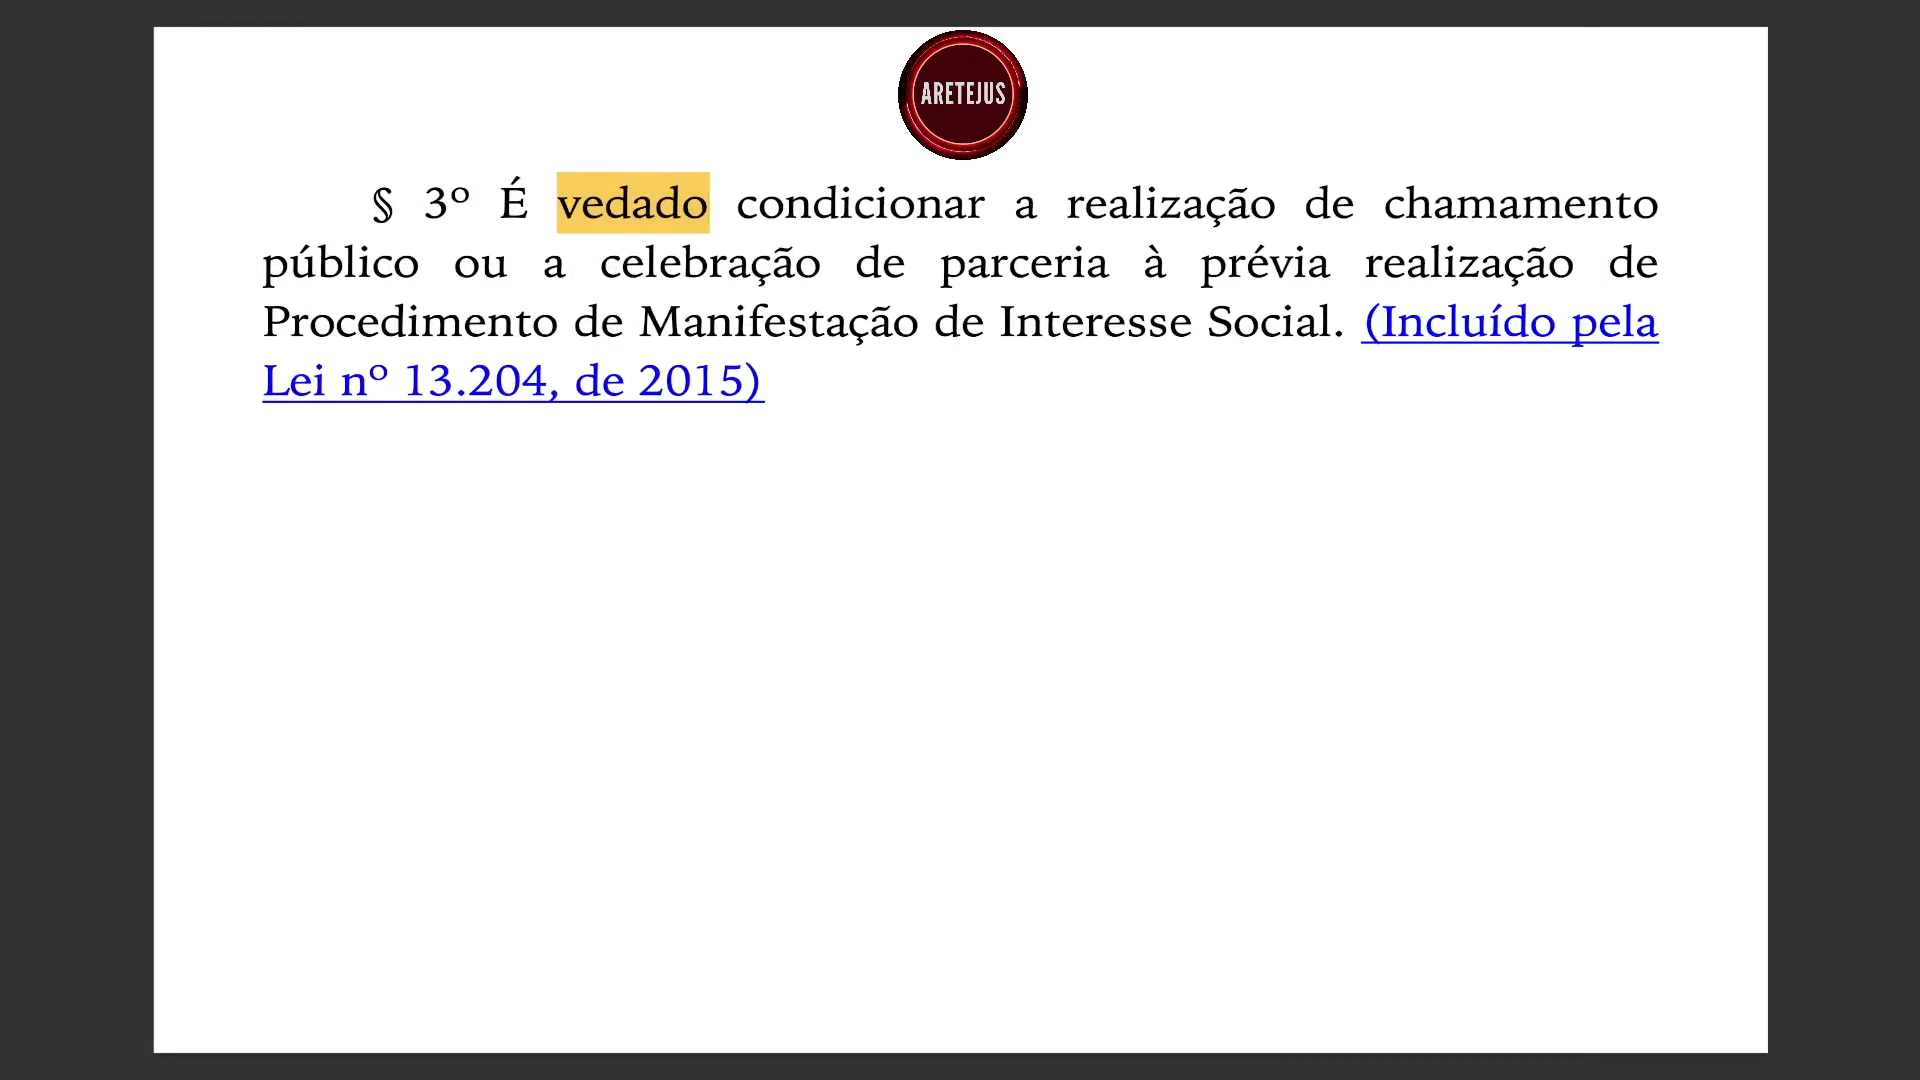 ARETEJUS
§ 3º É vedado condicionar a realização de chamamento
público ou a celebração de parceria à prévia realização de
Procedimento de Manifestação de Interesse Social. (Incluído pela
Lei nº 13.204, de 2015)